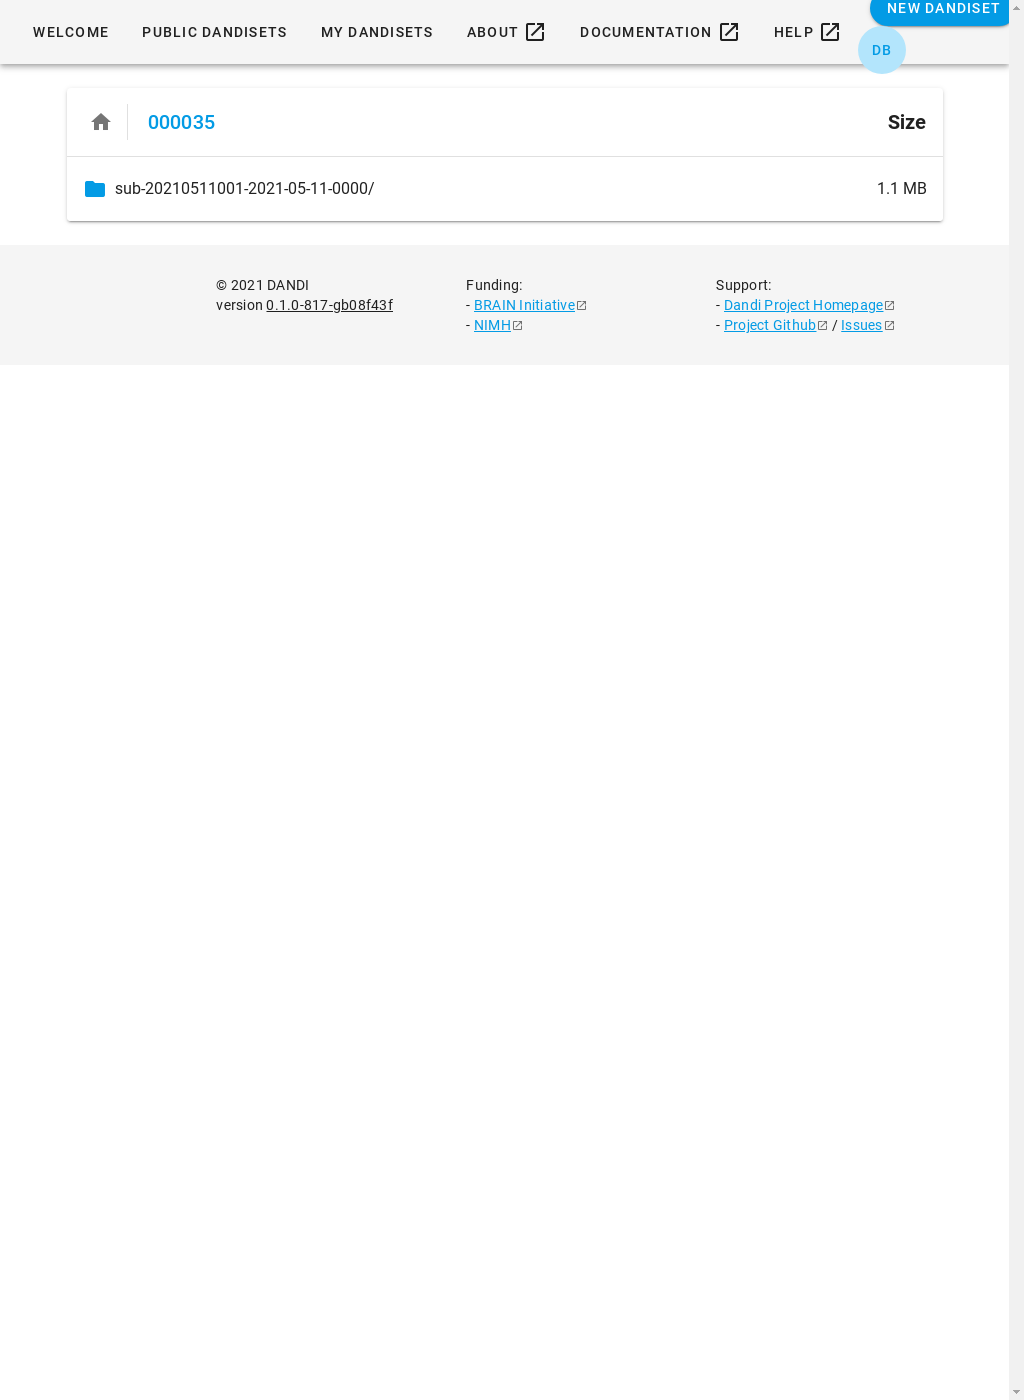 WELCOME PUBLIC DANDISETS MY DANDISETS ABOUT DOCUMENTATION HELP NEW DANDISET
DB
000035 Size
sub-20210511001-2021-05-11-0000/ 1.1 MB
© 2021 DANDI
version 0.1.0-817-gb08f43f
Funding:
- BRAIN Initiative
- NIMH
Support:
- Dandi Project Homepage
- Project Github / Issues